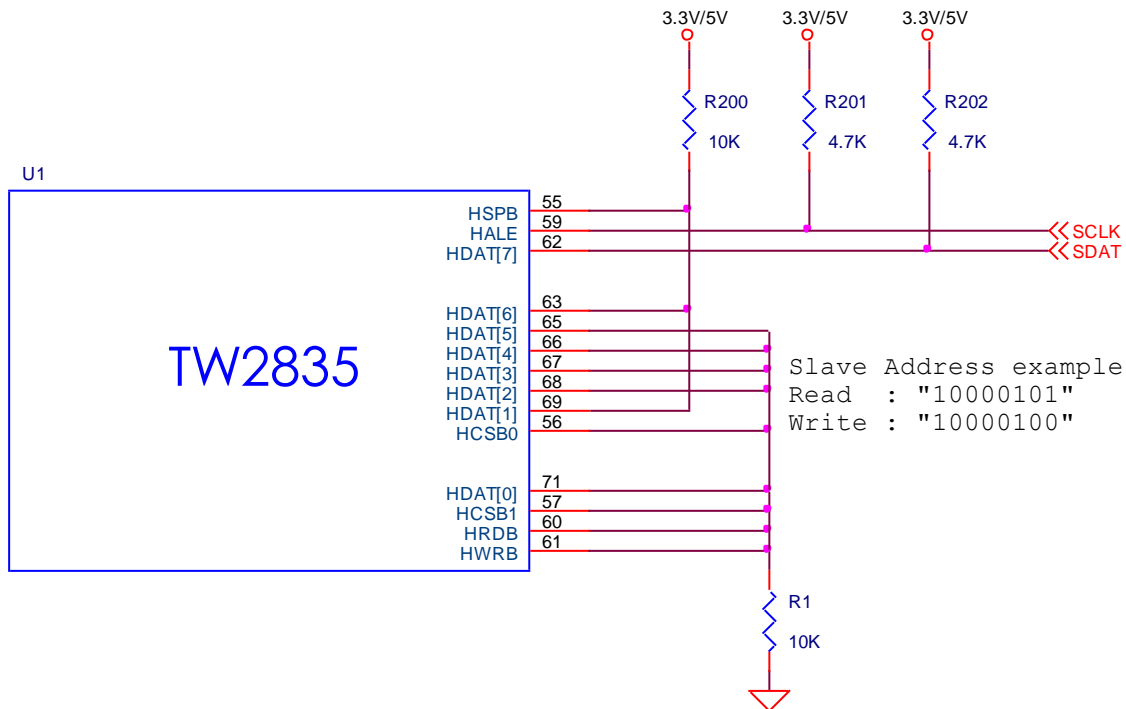 3.3V/5V 3.3V/5V 3.3V/5V
R200 R201 R202
10K 4.7K 4.7K
U1
HSPB 55
HALE 59 SCLK
HDAT[7] 62 SDAT
HDAT[6] 63
HDAT[5] 65
HDAT[4] 66
HDAT[3] 67
HDAT[2] 68
HDAT[1] 69
HCSB0 56
TW2835
Slave Address example
Read : "10000101"
Write : "10000100"
HDAT[0] 71
HCSB1 57
HRDB 60
HWRB 61
R1
10K